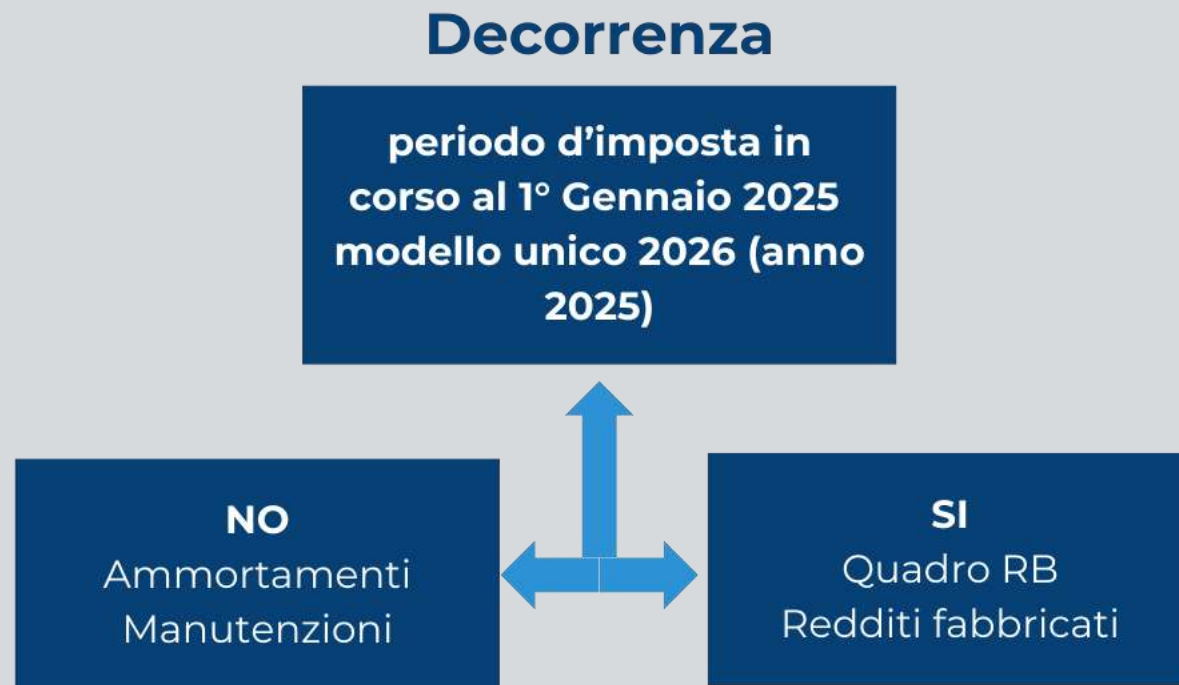 Decorrenza
periodo d’imposta in
corso al 1° Gennaio 2025
modello unico 2026 (anno
2025)
NO
Ammortamenti
Manutenzioni
SI
Quadro RB
Redditi fabbricati